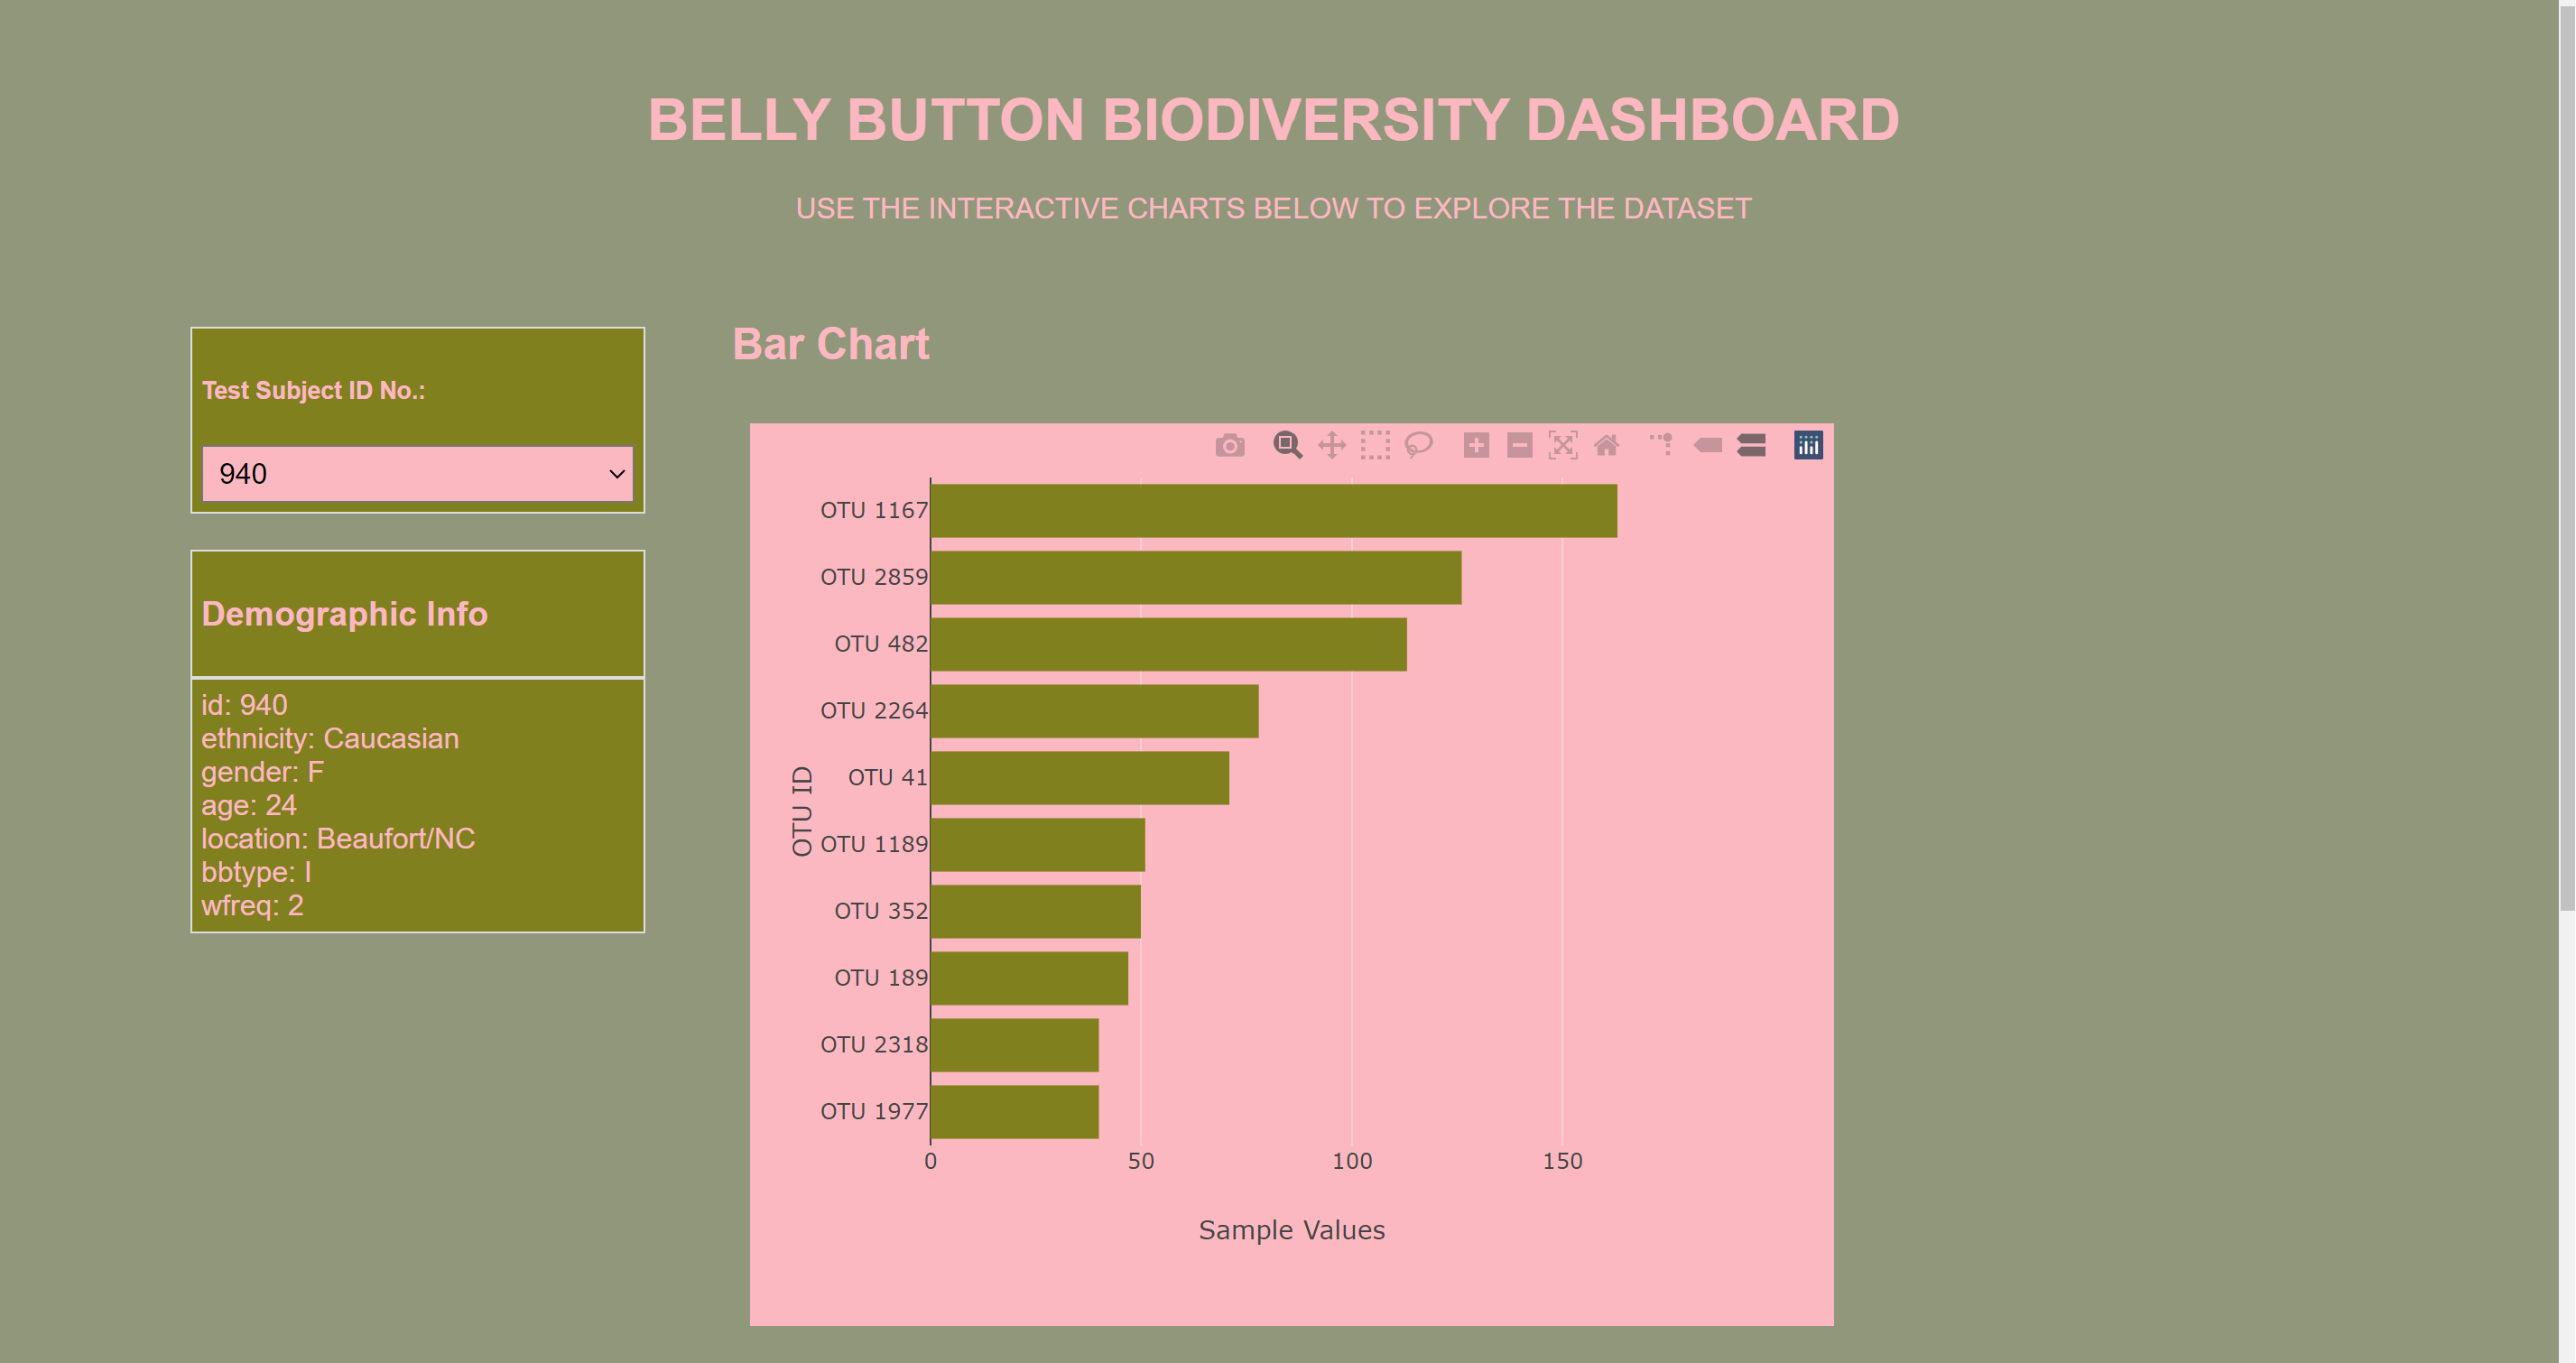 BELLY BUTTON BIODIVERSITY DASHBOARD
USE THE INTERACTIVE CHARTS BELOW TO EXPLORE THE DATASET
Test Subject ID No.:
940
Demographic Info
id: 940
ethnicity: Caucasian
gender: F
age: 24
location: Beaufort/NC
bbtype: I
wfreq: 2
Bar Chart
OTU ID
OTU 1167
OTU 2859
OTU 482
OTU 2264
OTU 41
OTU 1189
OTU 352
OTU 189
OTU 2318
OTU 1977
0 50 100 150
Sample Values